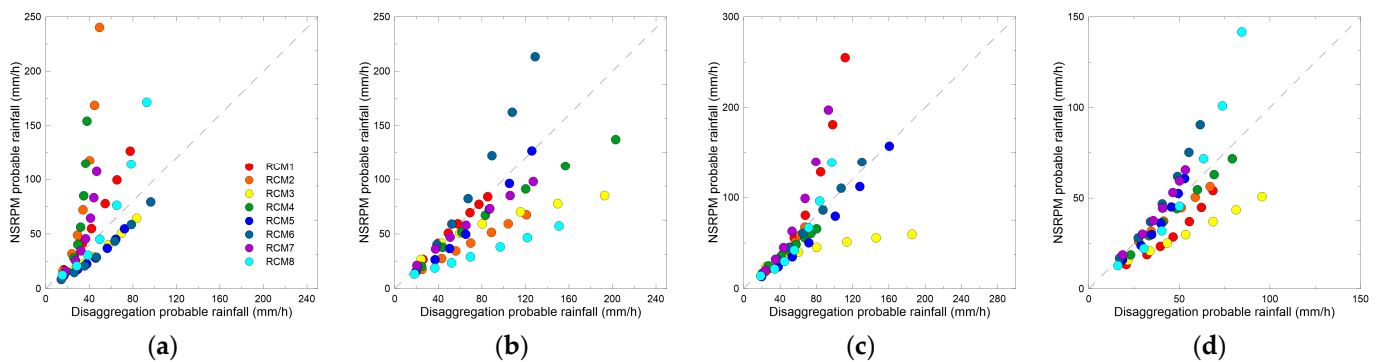 250
200
150
100
50
0
NSRPM probable rainfall (mm/h)
RCM1
RCM2
RCM3
RCM4
RCM5
RCM6
RCM7
RCM8
0 40 80 120 160 200 240
Disaggregation probable rainfall (mm/h)
(a)
250
200
150
100
50
0
NSRPM probable rainfall (mm/h)
0 40 80 120 160 200 240
Disaggregation probable rainfall (mm/h)
(b)
300
200
100
0
NSRPM probable rainfall (mm/h)
0 40 80 120 160 200 240 280
Disaggregation probable rainfall (mm/h)
(c)
150
100
50
0
NSRPM probable rainfall (mm/h)
0 50 100 150
Disaggregation probable rainfall (mm/h)
(d)